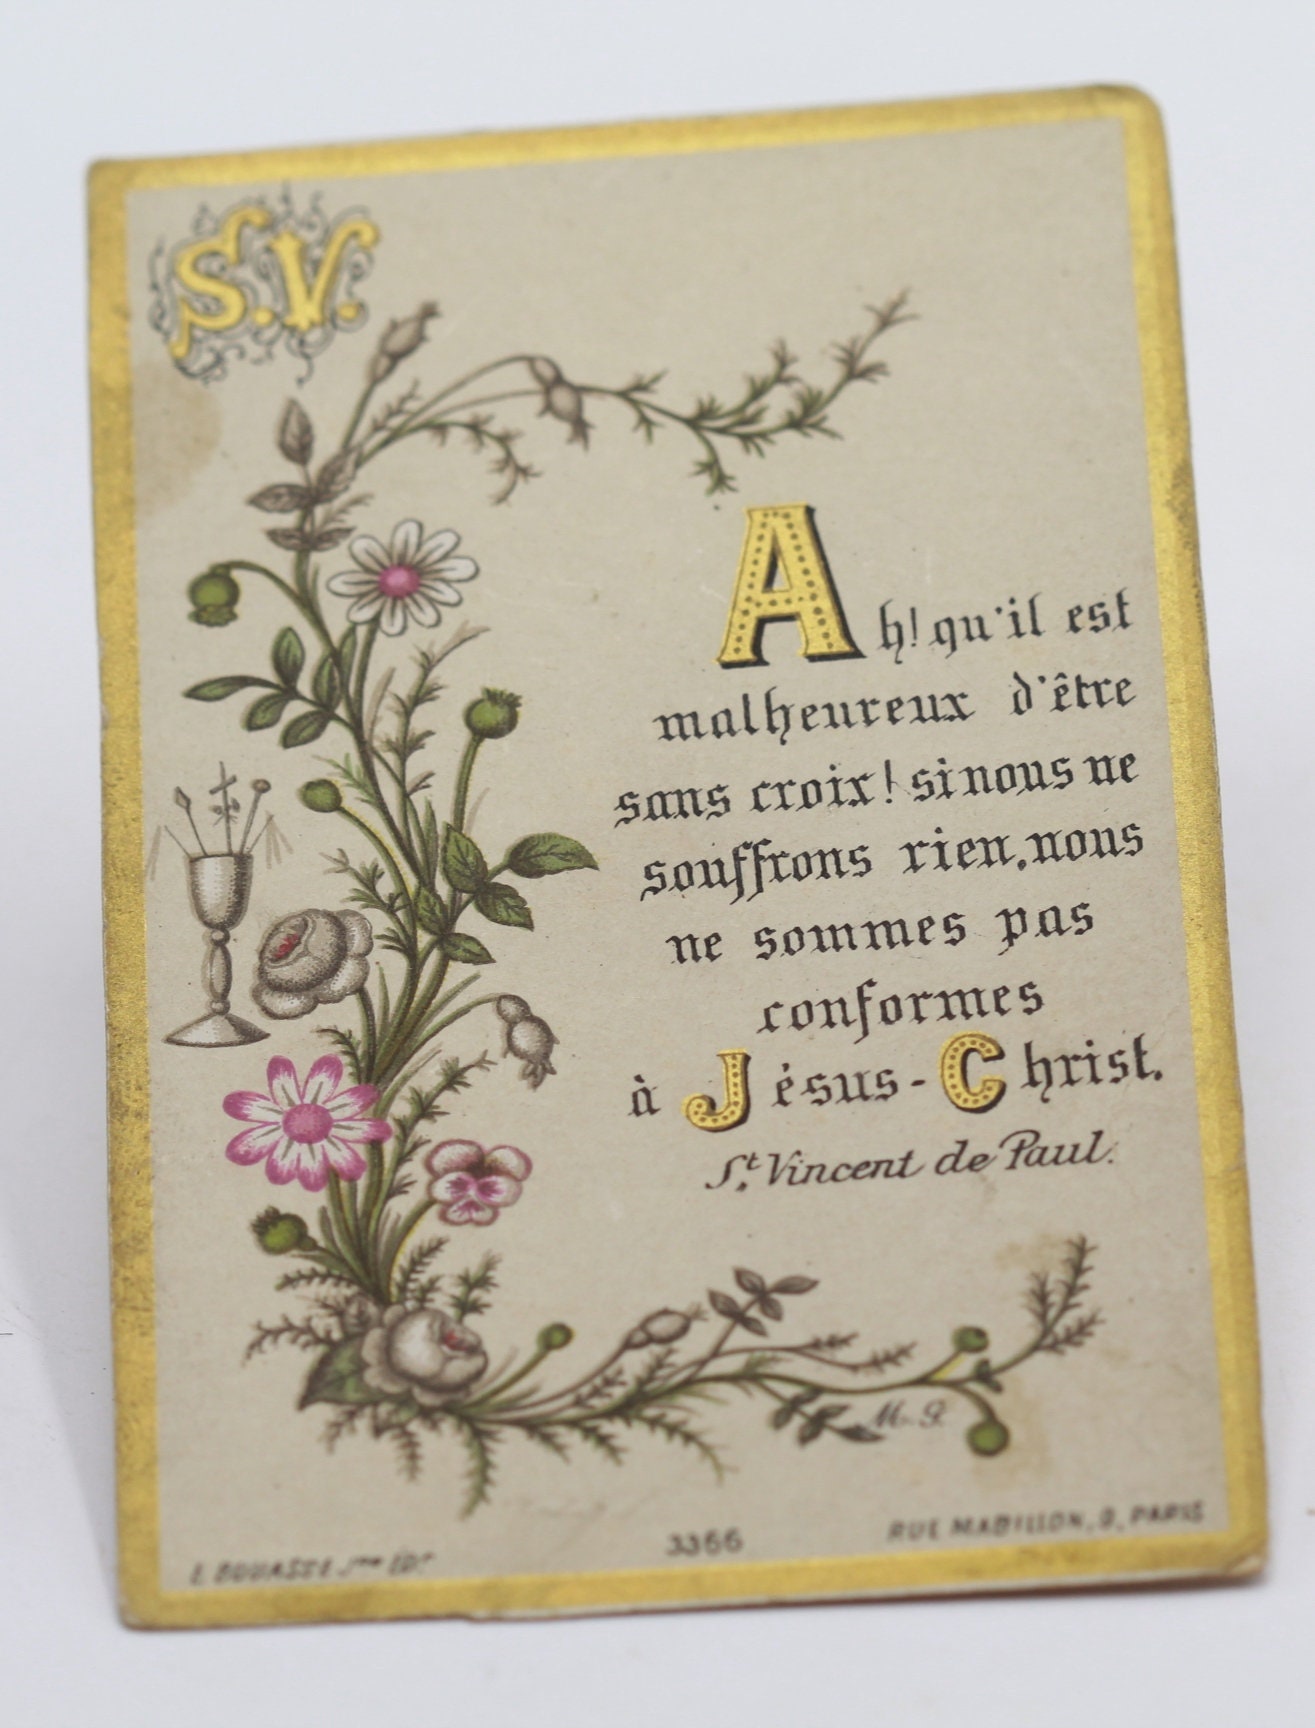 S.V.
Ah! qu'il est
malheureux d'être
sans croix! si nous ne
souffrons rien, nous
ne sommes pas
conformes
à Jésus-Christ.
St. Vincent de Paul.
3366
RUE MABILLON, PARIS